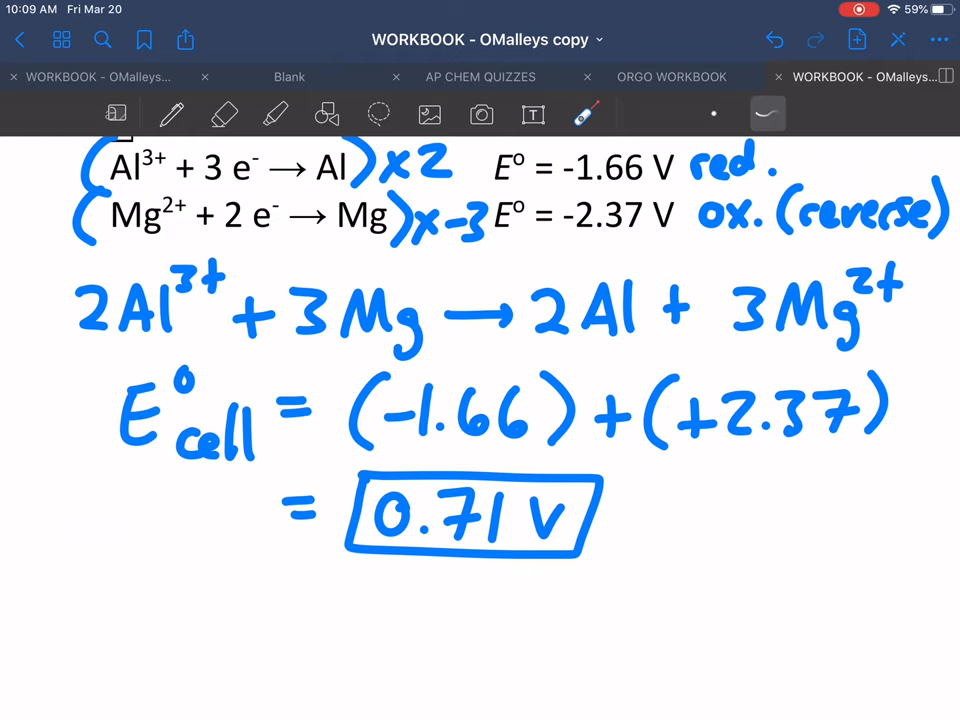 10:09 AM Fri Mar 20 59%
WORKBOOK - OMalleys copy
WORKBOOK - OMalleys... Blank AP CHEM QUIZZES ORGO WORKBOOK WORKBOOK - OMalleys...
T
(Al³⁺ + 3 e⁻ → Al) x 2 E° = -1.66 V red.
(Mg²⁺ + 2 e⁻ → Mg) x -3 E° = -2.37 V ox. (reverse)
2Al³⁺ + 3Mg → 2Al + 3Mg²⁺
E°cell = (-1.66) + (+2.37)
= 0.71 V